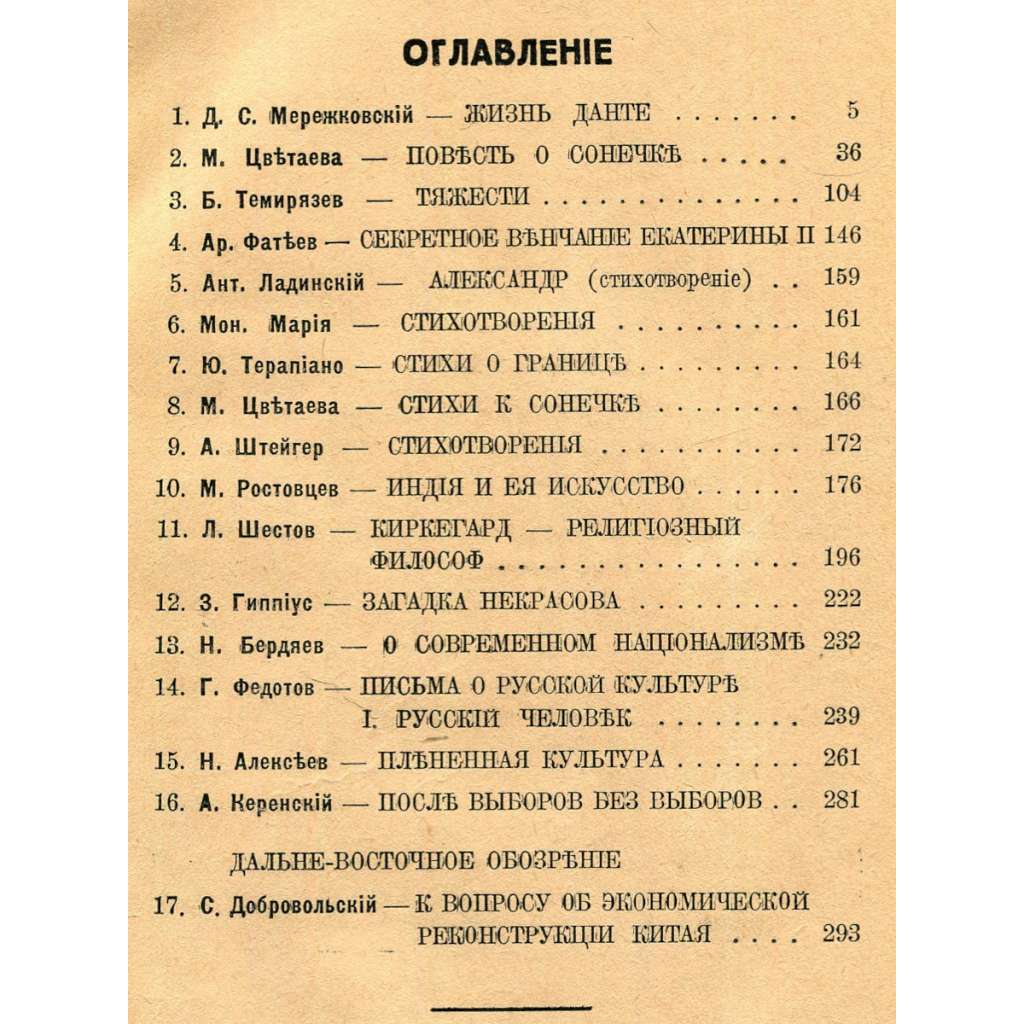 ОГЛАВЛЕНІЕ
1. Д. С. Мережковскій — ЖИЗНЬ ДАНТЕ . . . . . . . 5
2. М. Цвѣтаева — ПОВѢСТЬ О СОНЕЧКѢ . . . . . 36
3. Б. Темирязев — ТЯЖЕСТИ . . . . . . . . . . . . . . 104
4. Ар. Фатѣев — СЕКРЕТНОЕ ВѢНЧАНІЕ ЕКАТЕРИНЫ II 146
5. Ант. Ладинскій — АЛЕКСАНДР (стихотвореніе) . . 159
6. Мон. Марія — СТИХОТВОРЕНІЯ . . . . . . . . . . 161
7. Ю. Терапіано — СТИХИ О ГРАНИЦѢ . . . . . . . . 164
8. М. Цвѣтаева — СТИХИ К СОНЕЧКѢ . . . . . . . . 166
9. А. Штейгер — СТИХОТВОРЕНІЯ . . . . . . . . . . . 172
10. М. Ростовцев — ИНДІЯ И ЕЯ ИСКУССТВО . . . . . . 176
11. Л. Шестов — КИРКЕГАРД — РЕЛИГІОЗНЫЙ
ФИЛОСОФ . . . . . . . . . . . . . . . . 196
12. З. Гиппіус — ЗАГАДКА НЕКРАСОВА . . . . . . . . . 222
13. Н. Бердяев — О СОВРЕМЕННОМ НАЦІОНАЛИЗМѢ 232
14. Г. Федотов — ПИСЬМА О РУССКОЙ КУЛЬТУРѢ
I. РУССКІЙ ЧЕЛОВѢК . . . . . . . . 239
15. Н. Алексѣев — ПЛѢНЕННАЯ КУЛЬТУРА . . . . . . . 261
16. А. Керенскій — ПОСЛѢ ВЫБОРОВ БЕЗ ВЫБОРОВ . . 281
ДАЛЬНЕ-ВОСТОЧНОЕ ОБОЗРѢНІЕ
17. С. Добровольскій — К ВОПРОСУ ОБ ЭКОНОМИЧЕСКОЙ
РЕКОНСТРУКЦІИ КИТАЯ . . . . 293